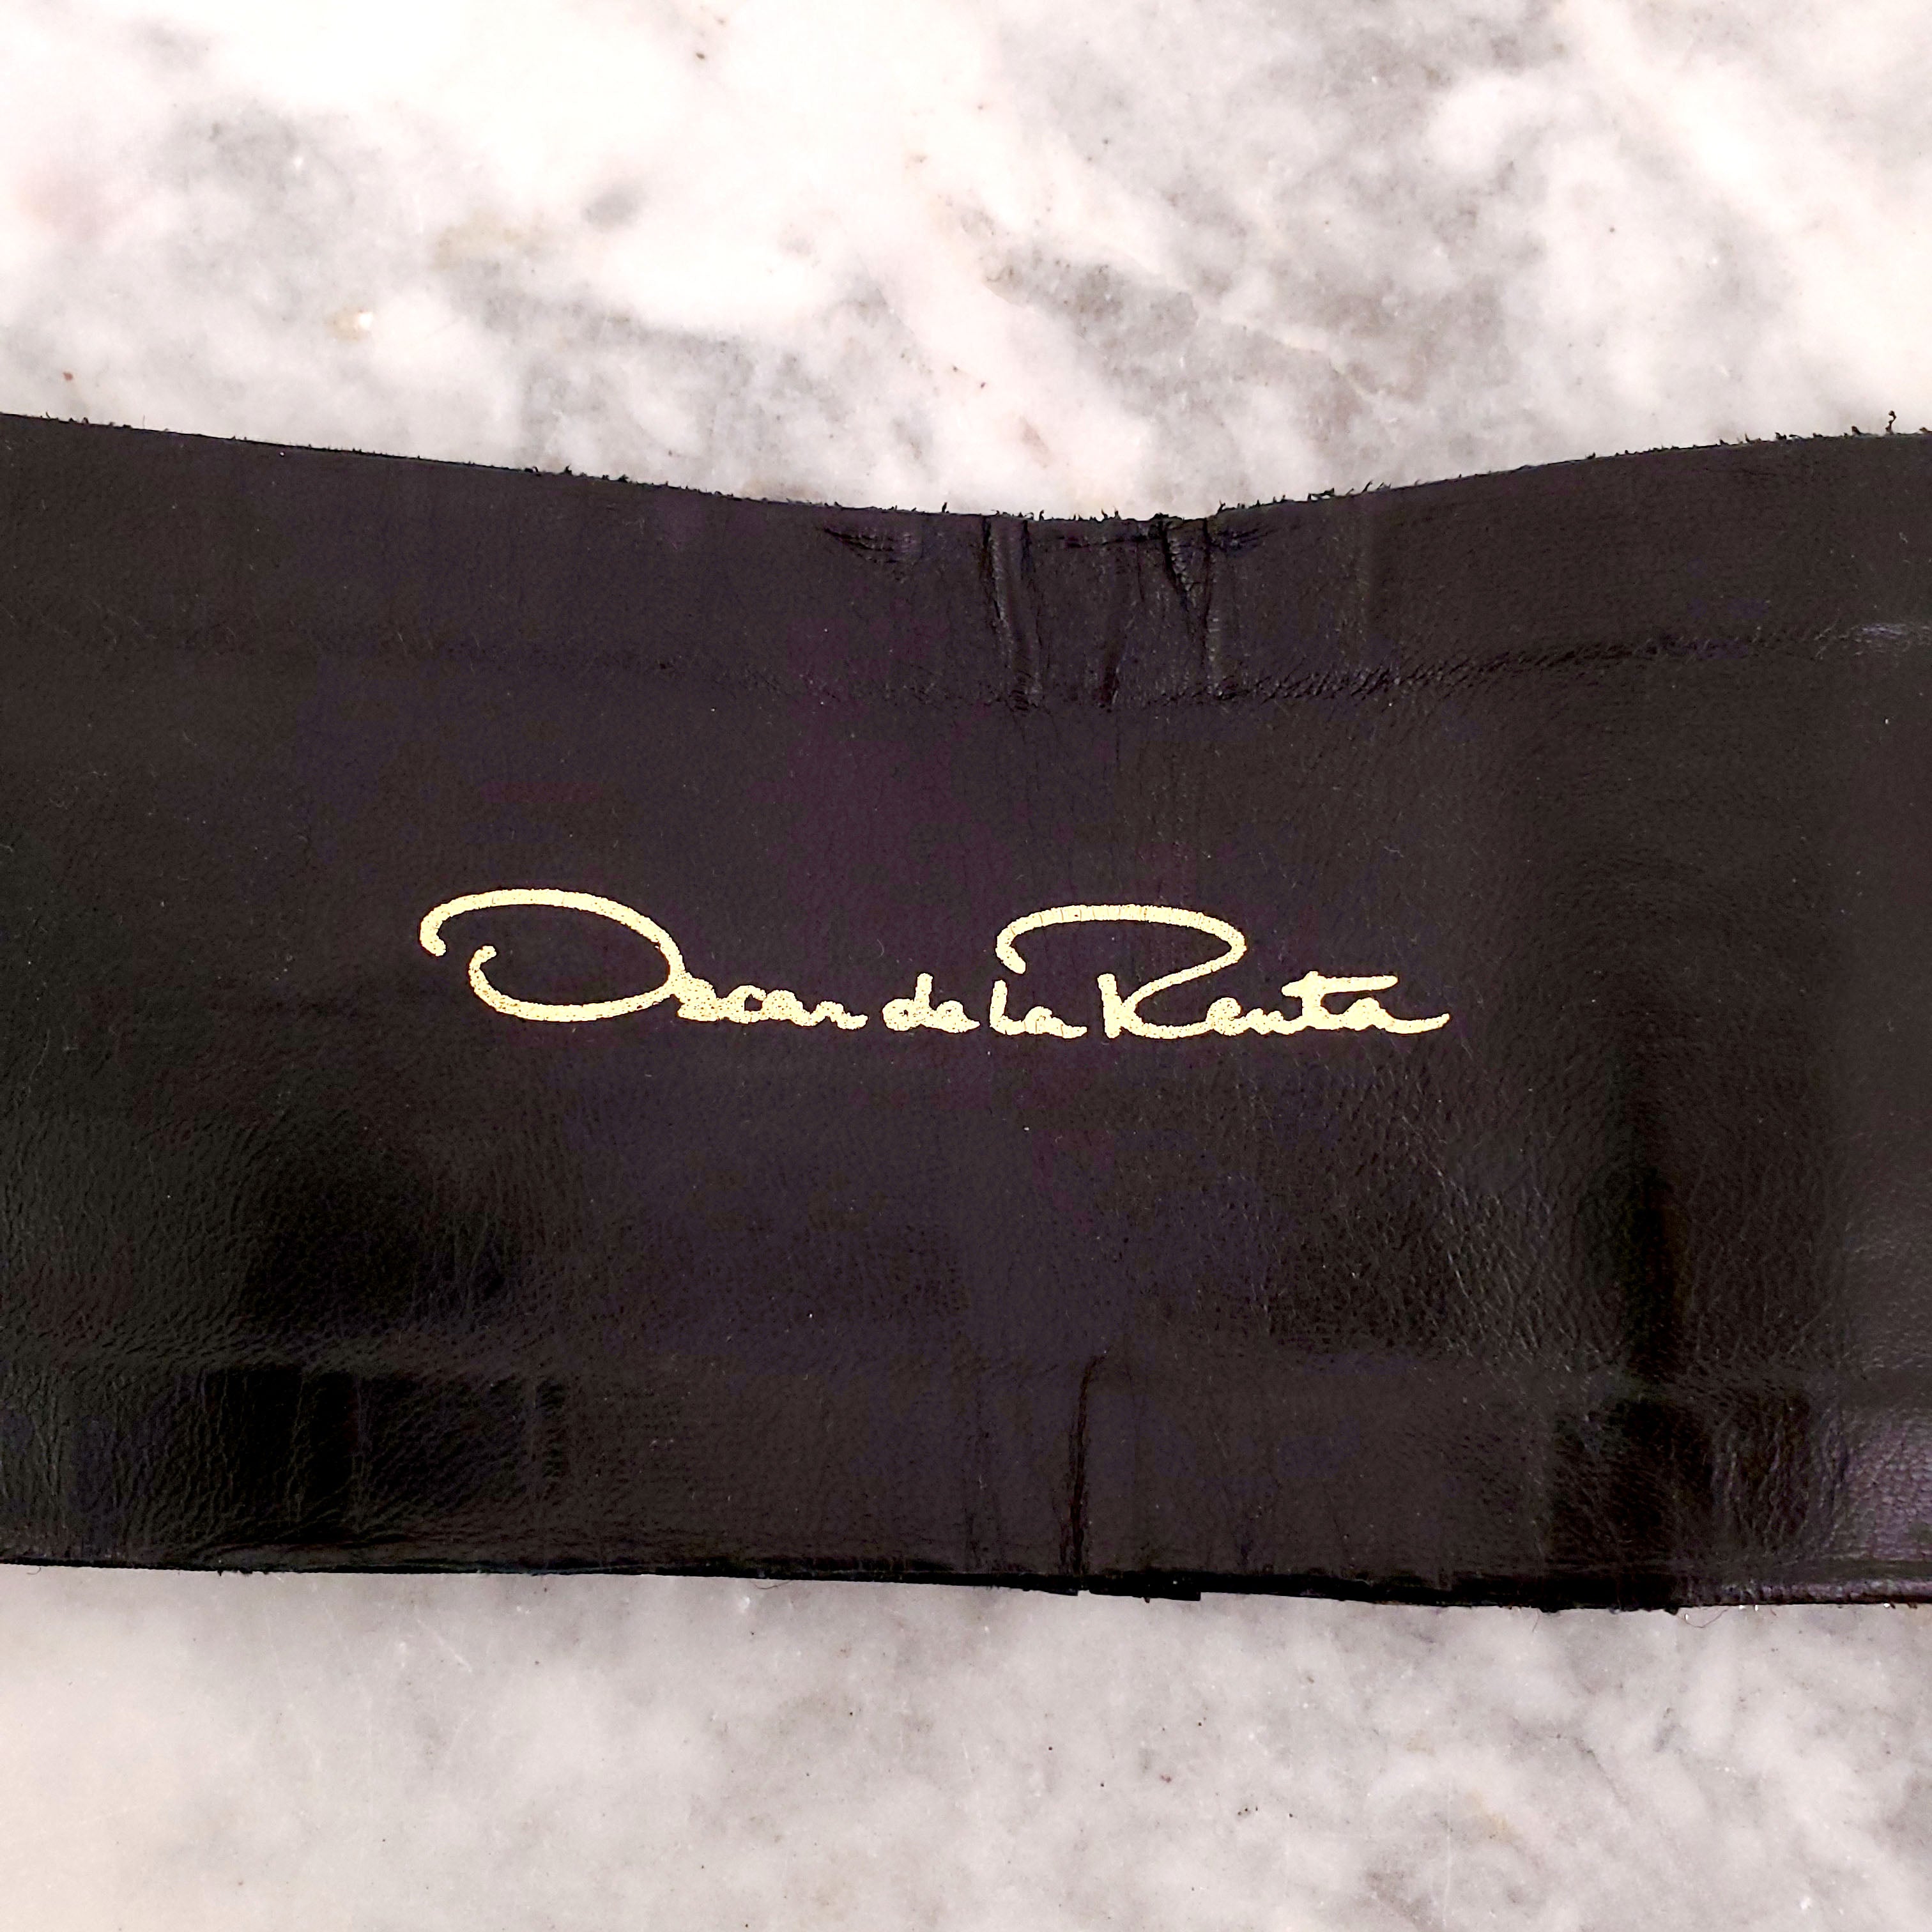 Oscar de la Renta